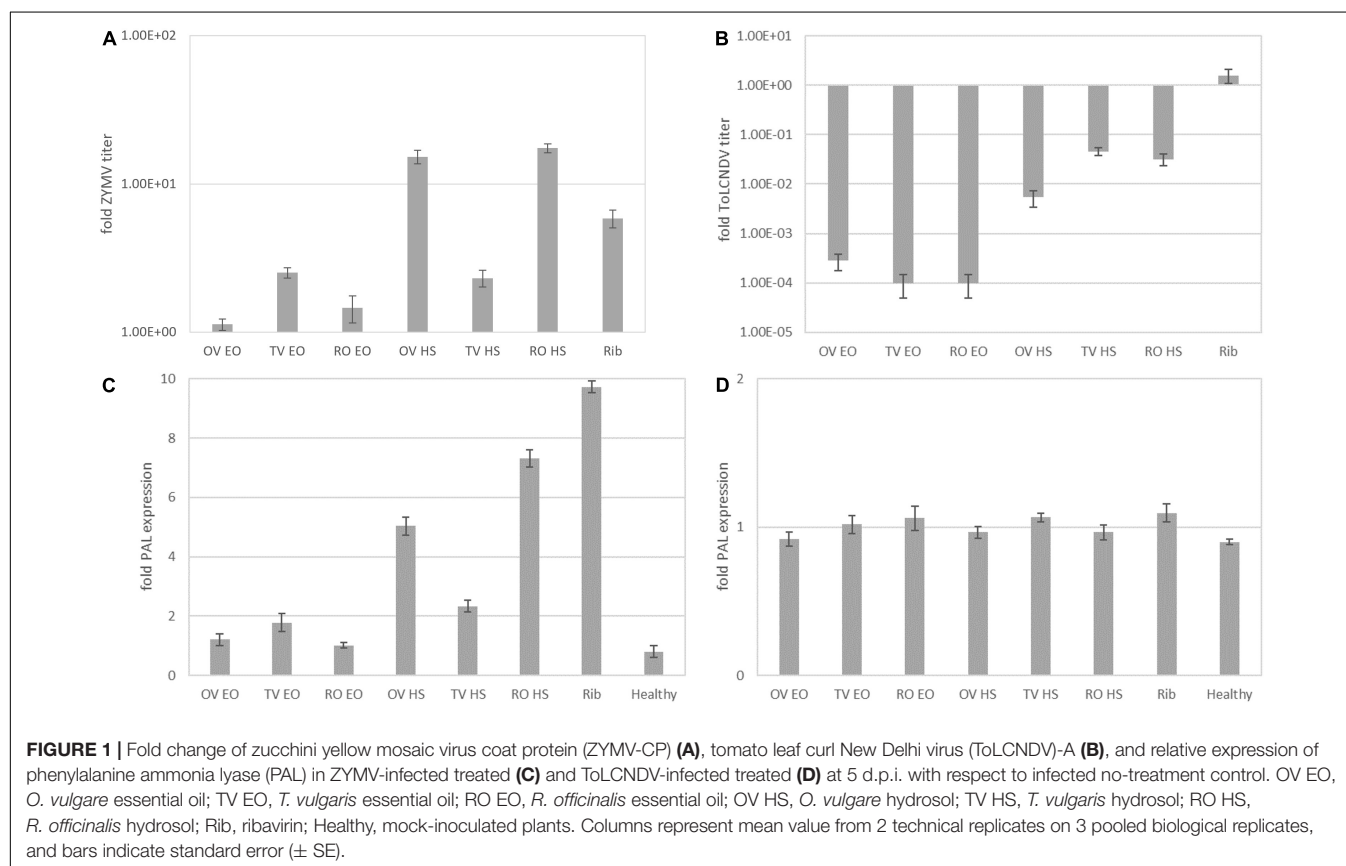 A
1.00E+02
1.00E+01
1.00E+00
fold ZYMV titer
OV EO TV EO RO EO OV HS TV HS RO HS Rib
B
1.00E+01
1.00E+00
1.00E-01
1.00E-02
1.00E-03
1.00E-04
1.00E-05
fold ToLCNDV titer
OV EO TV EO RO EO OV HS TV HS RO HS Rib
C
10
8
6
4
2
0
fold PAL expression
OV EO TV EO RO EO OV HS TV HS RO HS Rib Healthy
D
2
1
0
fold PAL expression
OV EO TV EO RO EO OV HS TV HS RO HS Rib Healthy
FIGURE 1 | Fold change of zucchini yellow mosaic virus coat protein (ZYMV-CP) (A), tomato leaf curl New Delhi virus (ToLCNDV)-A (B), and relative expression of
phenylalanine ammonia lyase (PAL) in ZYMV-infected treated (C) and ToLCNDV-infected treated (D) at 5 d.p.i. with respect to infected no-treatment control. OV EO,
O. vulgare essential oil; TV EO, T. vulgaris essential oil; RO EO, R. officinalis essential oil; OV HS, O. vulgare hydrosol; TV HS, T. vulgaris hydrosol; RO HS,
R. officinalis hydrosol; Rib, ribavirin; Healthy, mock-inoculated plants. Columns represent mean value from 2 technical replicates on 3 pooled biological replicates,
and bars indicate standard error (± SE).